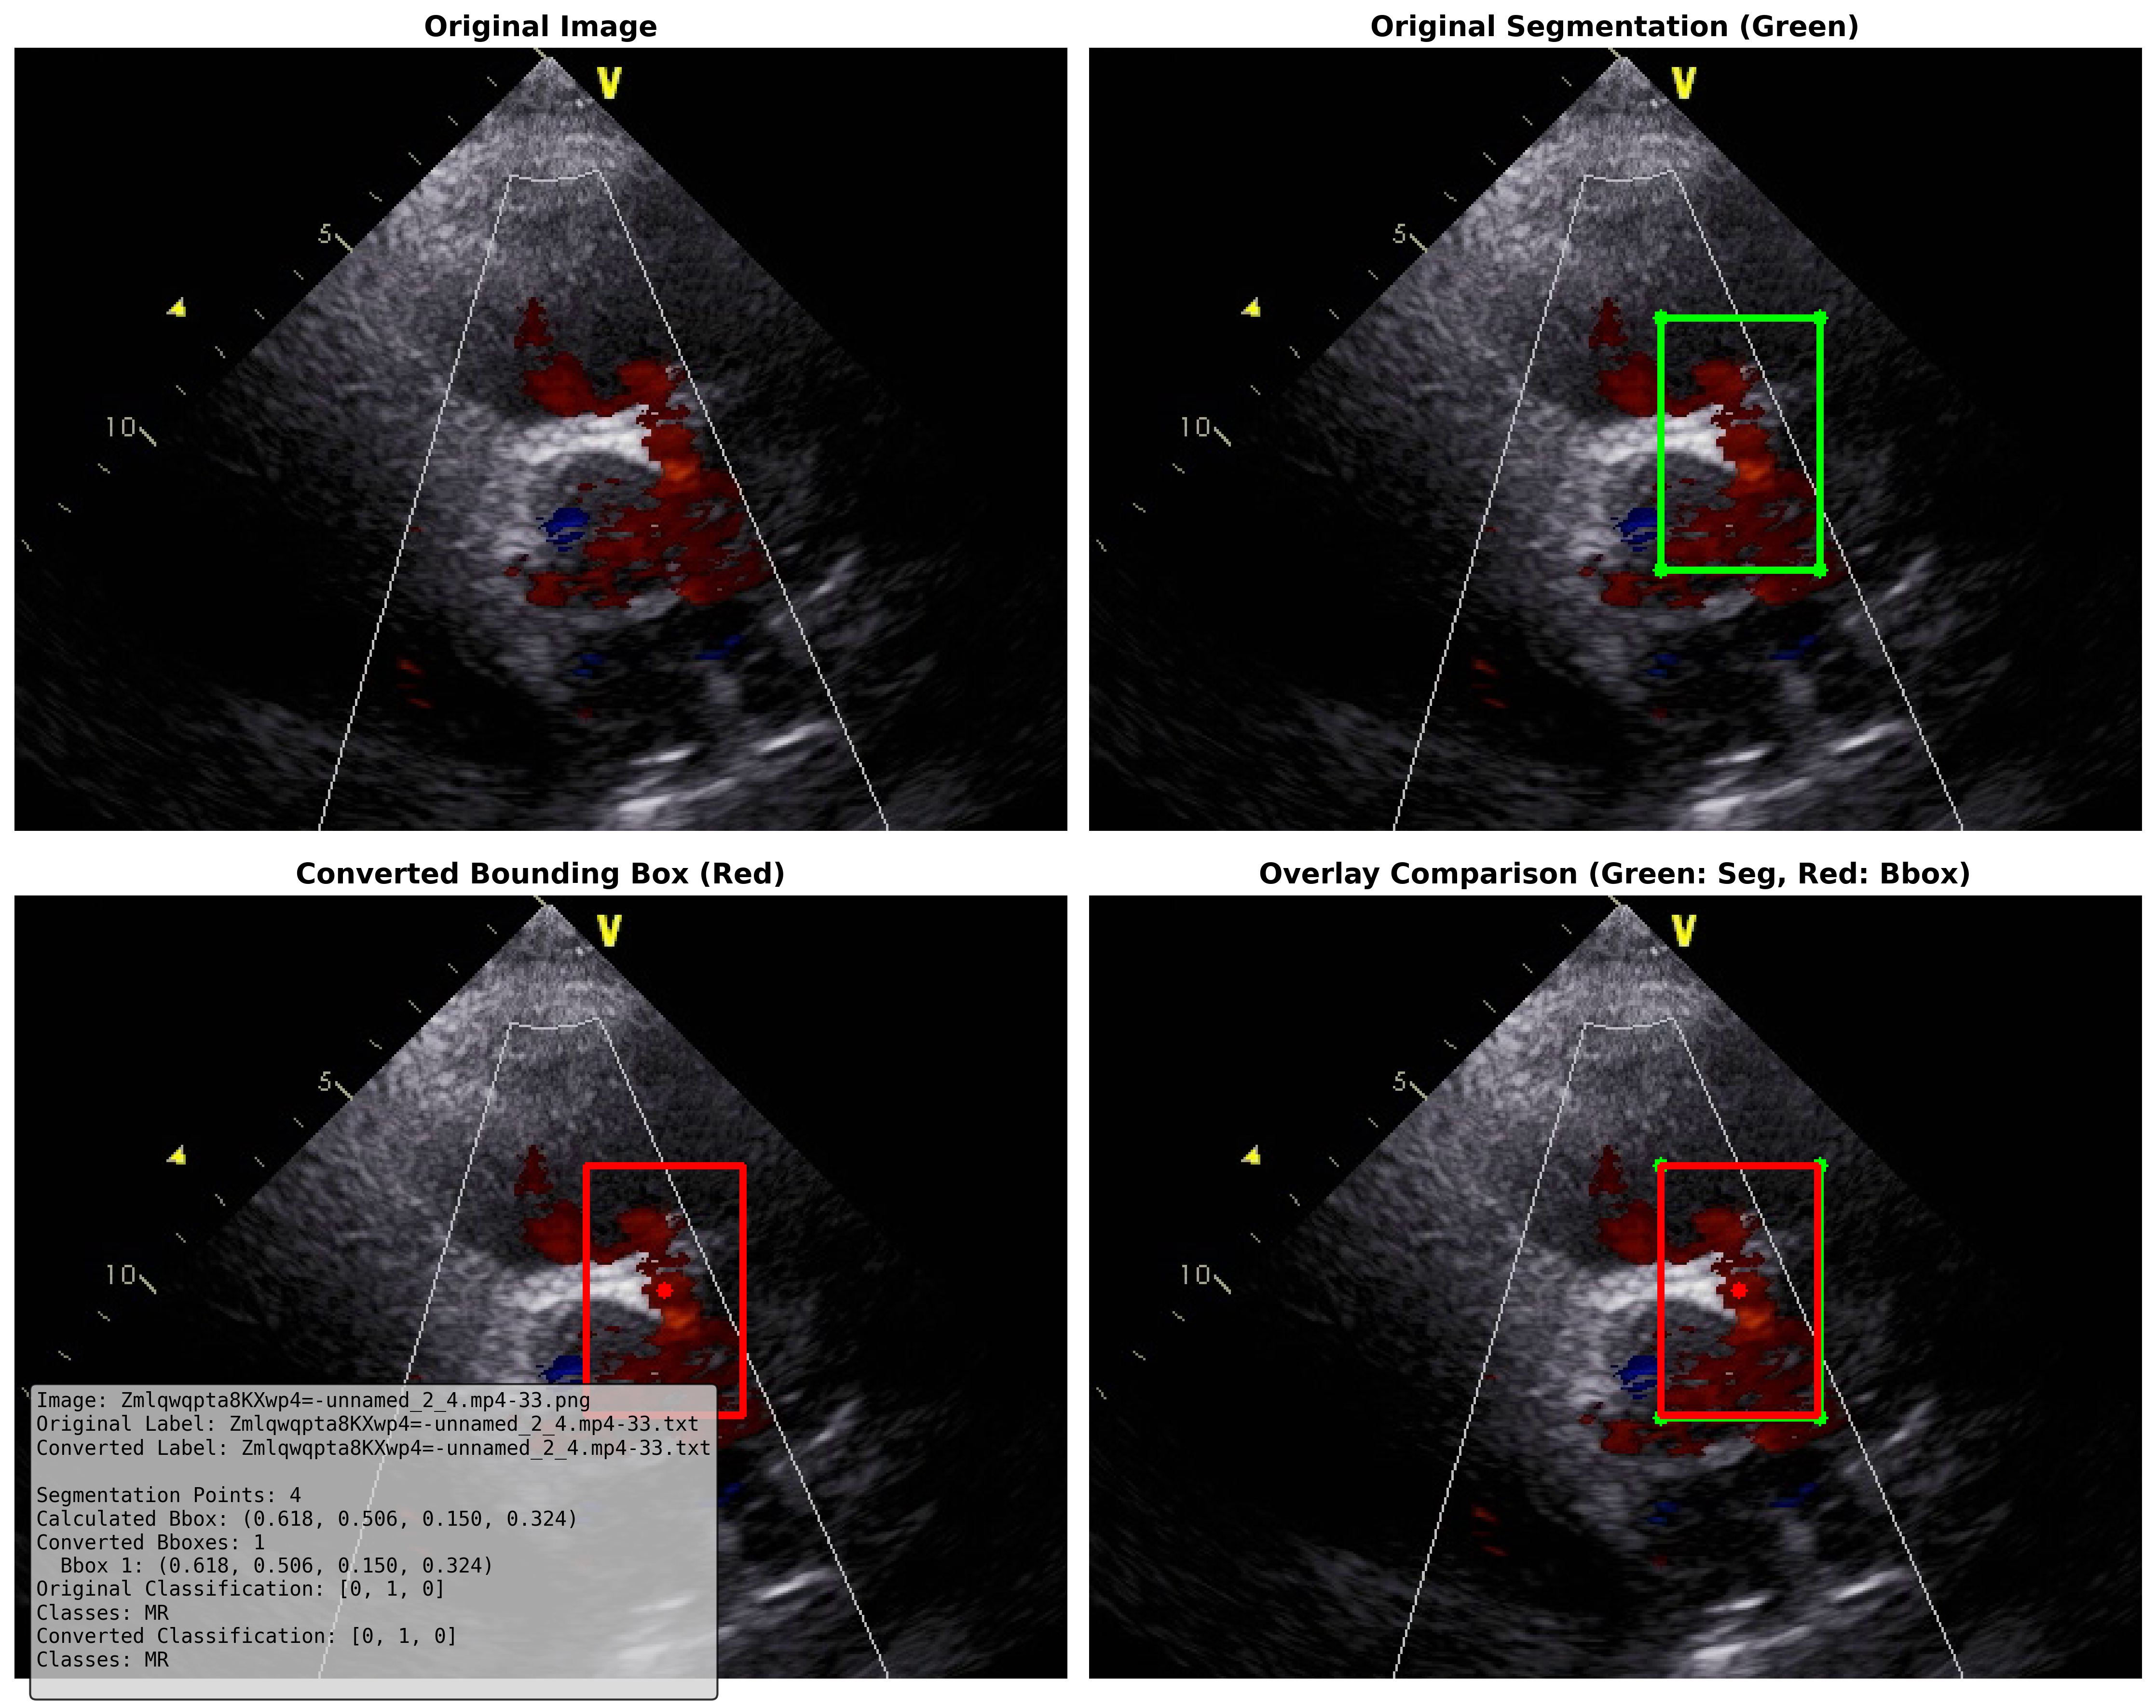 Original Image
Original Segmentation (Green)
V
5
10
V
5
10
Converted Bounding Box (Red)
Overlay Comparison (Green: Seg, Red: Bbox)
V
5
10
V
5
10
Image: Zmlqwqpta8KXwp4=-unnamed_2_4.mp4-33.png
Original Label: Zmlqwqpta8KXwp4=-unnamed_2_4.mp4-33.txt
Converted Label: Zmlqwqpta8KXwp4=-unnamed_2_4.mp4-33.txt
Segmentation Points: 4
Calculated Bbox: (0.618, 0.506, 0.150, 0.324)
Converted Bboxes: 1
Bbox 1: (0.618, 0.506, 0.150, 0.324)
Original Classification: [0, 1, 0]
Classes: MR
Converted Classification: [0, 1, 0]
Classes: MR